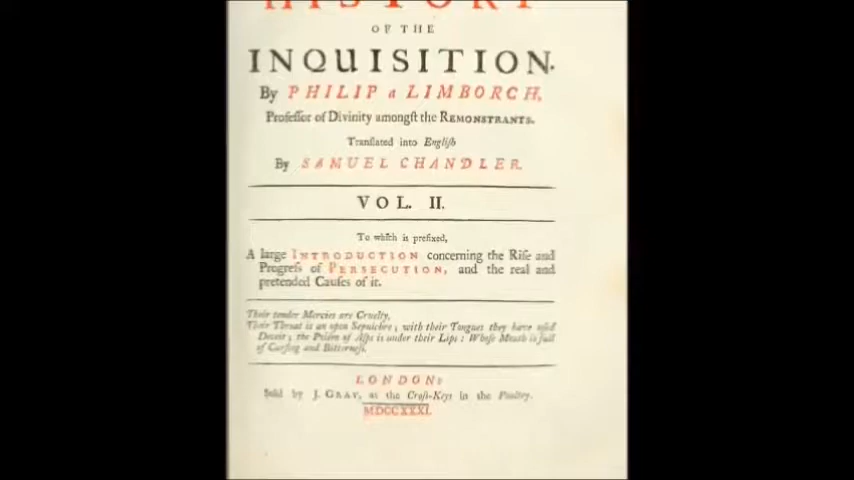 HISTORY
OF THE
INQUISITION.
By PHILIP a LIMBORCH,
Profeſſor of Divinity amongſt the REMONSTRANTS.
Tranſlated into Engliſh
By SAMUEL CHANDLER.
VOL. II.
To which is prefixed,
A large INTRODUCTION concerning the Riſe and
Progreſs of PERSECUTION, and the real and
pretended Cauſes of it.
Their tender Mercies are Cruelty,
Their Throat is an open Sepulchre; with their Tongues they have uſed
Deceit; the Poiſon of Aſps is under their Lips: Whoſe Mouth is full
of Curſing and Bitterneſs.
LONDON:
Sold by J. GRAY, at the Croſs-Keys in the Poultry.
MDCCXXXI.